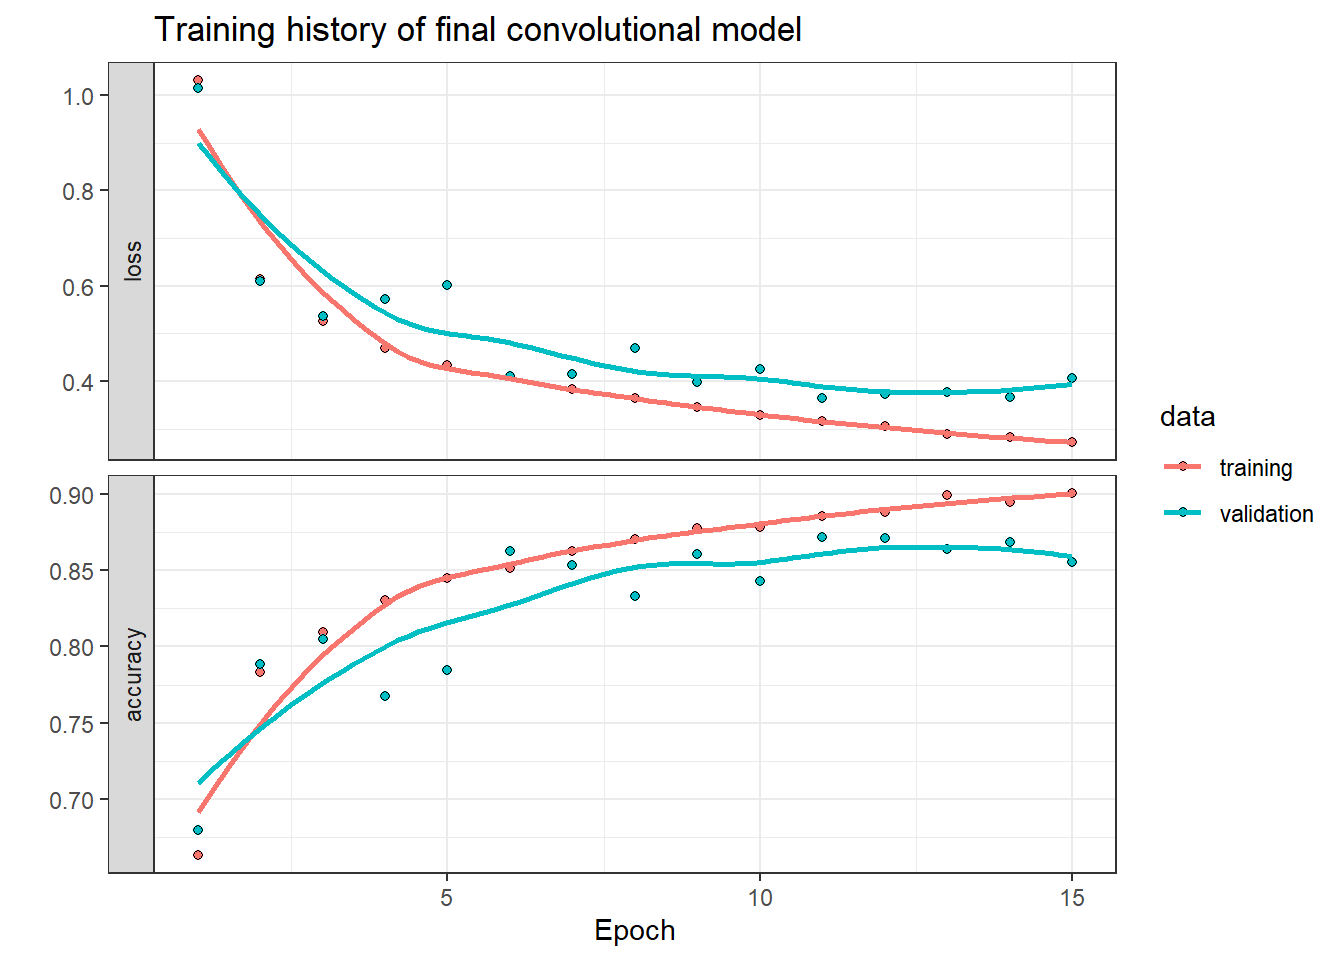 Training history of final convolutional model
1.0
0.8
0.6
0.4
loss
0.90
0.85
0.80
0.75
0.70
accuracy
5
10
15
Epoch
data
training
validation